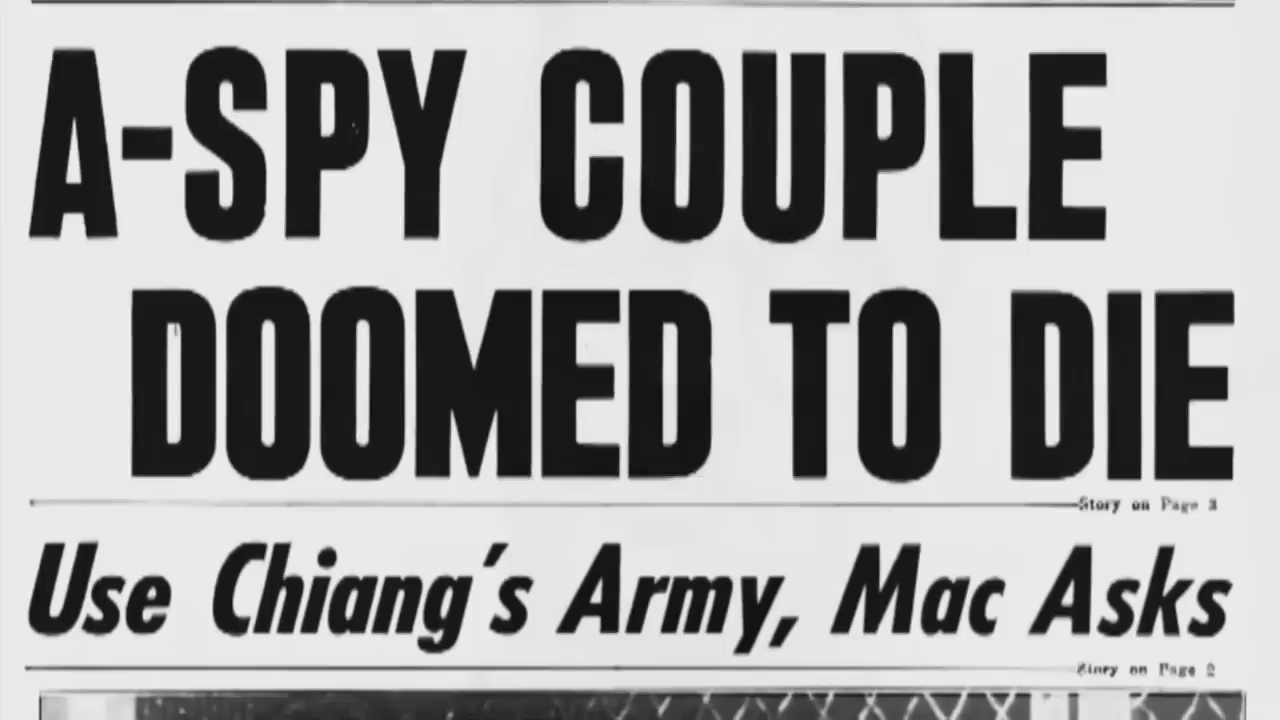 A-SPY COUPLE
DOOMED TO DIE
Story on Page 3
Use Chiang's Army, Mac Asks
Story on Page 2